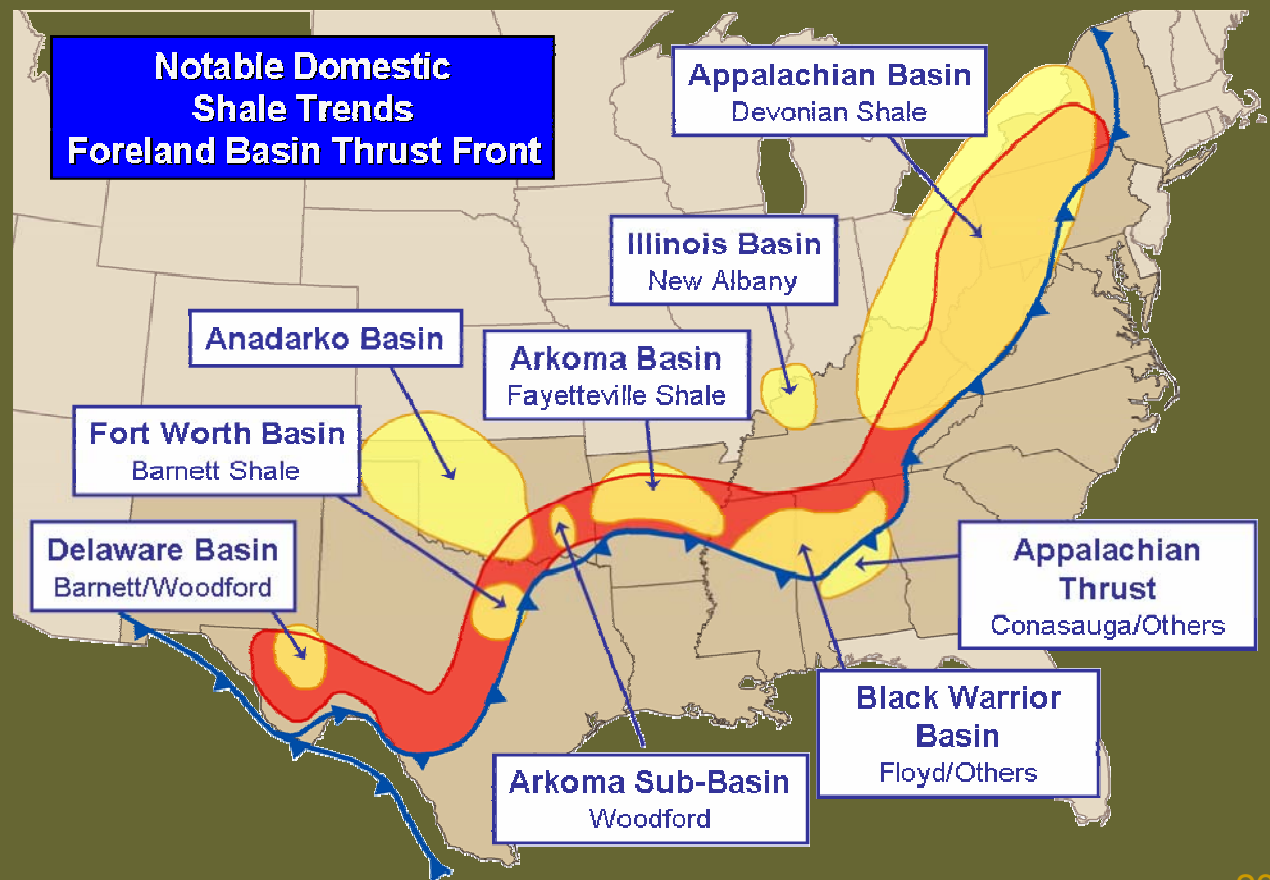 Notable Domestic
Shale Trends
Foreland Basin Thrust Front
Appalachian Basin
Devonian Shale
Illinois Basin
New Albany
Anadarko Basin
Arkoma Basin
Fayetteville Shale
Fort Worth Basin
Barnett Shale
Delaware Basin
Barnett/Woodford
Appalachian
Thrust
Conasauga/Others
Black Warrior
Basin
Floyd/Others
Arkoma Sub-Basin
Woodford